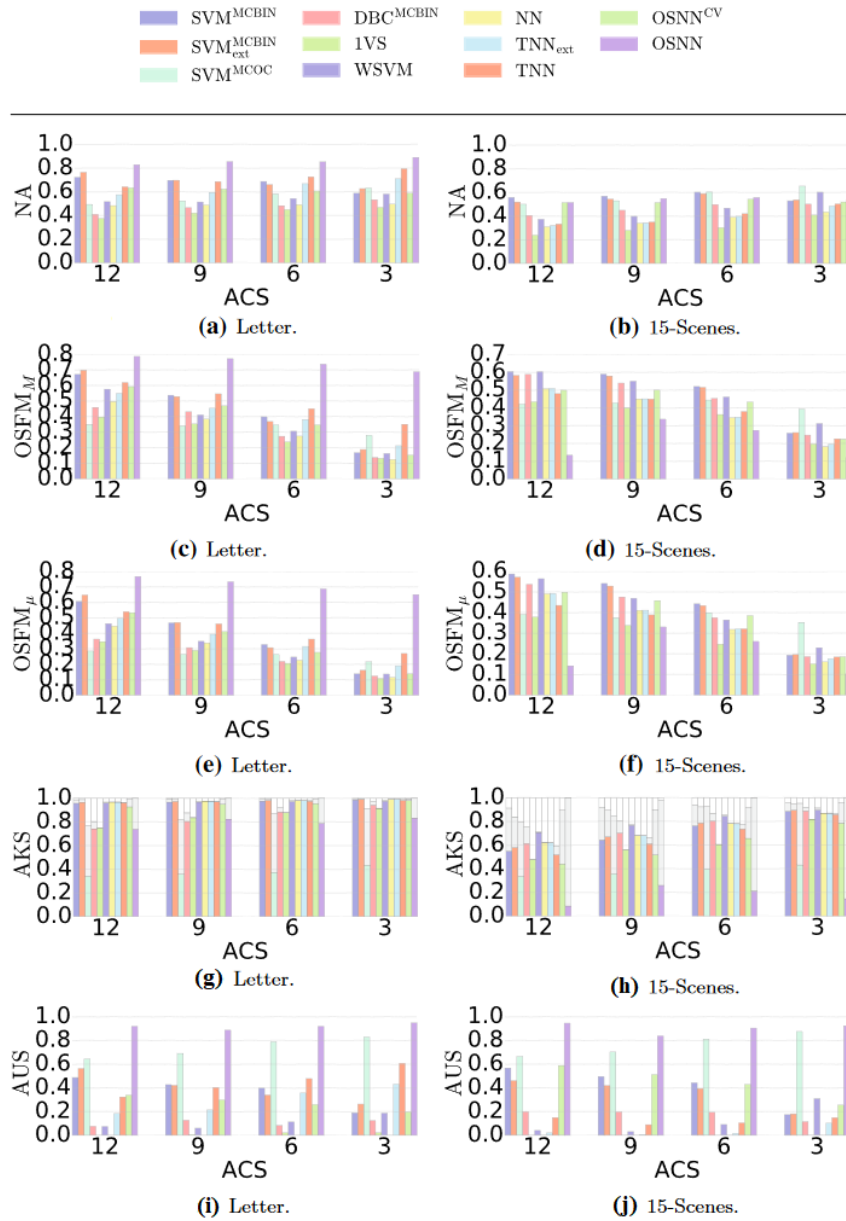 SVM^MCBIN DBC^MCBIN NN OSNN^CV
SVM_ext^MCBIN 1VS TNN_ext OSNN
SVM^MCOC WSVM TNN
1.0 1.0
0.8 0.8
0.6 0.6
0.4 0.4
0.2 0.2
0.0 0.0
NA NA
12 9 6 3 12 9 6 3
ACS ACS
(a) Letter. (b) 15-Scenes.
0.8 0.7
0.7 0.6
0.6 0.5
0.5 0.4
0.4 0.3
0.3 0.2
0.2 0.1
0.1 0.0
0.0
OSFM_M OSFM_M
12 9 6 3 12 9 6 3
ACS ACS
(c) Letter. (d) 15-Scenes.
0.8 0.6
0.7 0.5
0.6 0.4
0.5 0.3
0.4 0.2
0.3 0.1
0.2 0.0
0.1
0.0
OSFM_μ OSFM_μ
12 9 6 3 12 9 6 3
ACS ACS
(e) Letter. (f) 15-Scenes.
1.0 1.0
0.8 0.8
0.6 0.6
0.4 0.4
0.2 0.2
0.0 0.0
AKS AKS
12 9 6 3 12 9 6 3
ACS ACS
(g) Letter. (h) 15-Scenes.
1.0 1.0
0.8 0.8
0.6 0.6
0.4 0.4
0.2 0.2
0.0 0.0
AUS AUS
12 9 6 3 12 9 6 3
ACS ACS
(i) Letter. (j) 15-Scenes.